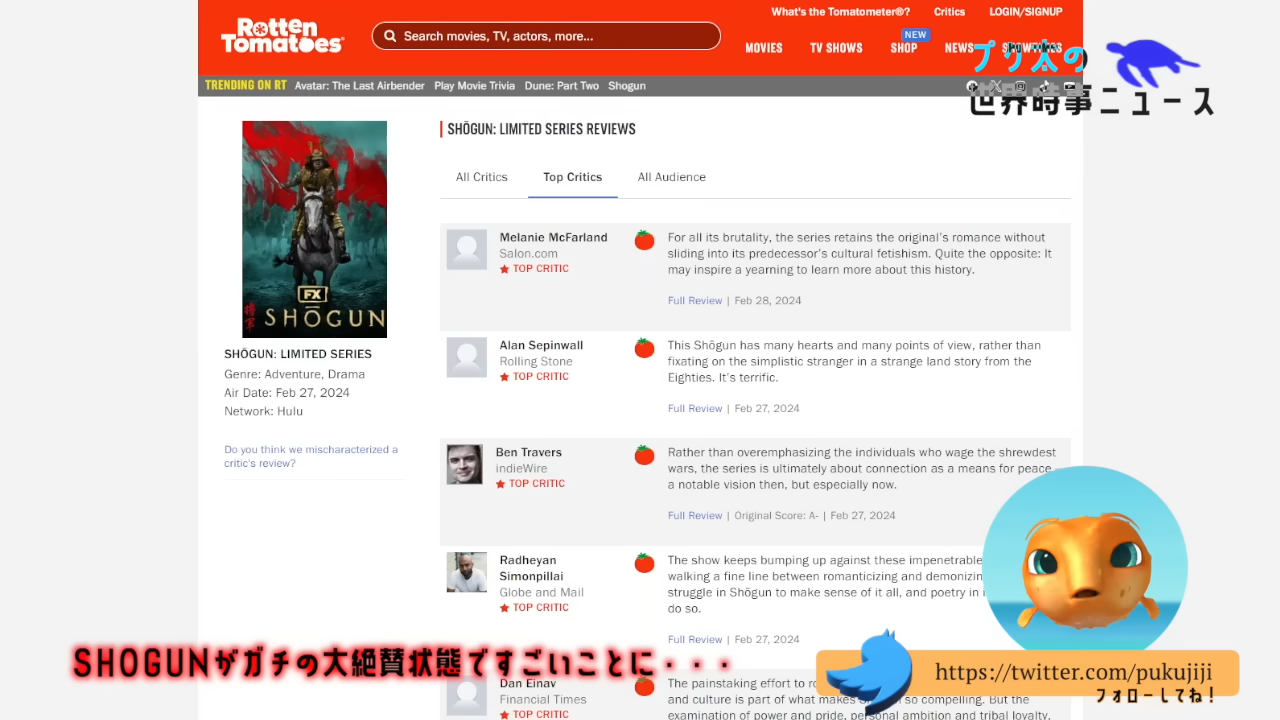 What's the Tomatometer®?
Critics
LOGIN/SIGNUP
Rotten
Tomatoes
Search movies, TV, actors, more...
NEW
MOVIES
TV SHOWS
SHOP
NEWS
プク太の
世界時事ニュース
TRENDING ON RT
Avatar: The Last Airbender
Play Movie Trivia
Dune: Part Two
Shogun
SHŌGUN: LIMITED SERIES REVIEWS
All Critics
Top Critics
All Audience
FX
将軍
SHŌGUN
SHŌGUN: LIMITED SERIES
Genre: Adventure, Drama
Air Date: Feb 27, 2024
Network: Hulu
Do you think we mischaracterized a
critic's review?
Melanie McFarland
Salon.com
TOP CRITIC
For all its brutality, the series retains the original's romance without
sliding into its predecessor's cultural fetishism. Quite the opposite: It
may inspire a yearning to learn more about this history.
Full Review | Feb 28, 2024
Alan Sepinwall
Rolling Stone
TOP CRITIC
This Shōgun has many hearts and many points of view, rather than
fixating on the simplistic stranger in a strange land story from the
Eighties. It's terrific.
Full Review | Feb 27, 2024
Ben Travers
indieWire
TOP CRITIC
Rather than overemphasizing the individuals who wage the shrewdest
wars, the series is ultimately about connection as a means for peace
a notable vision then, but especially now.
Full Review | Original Score: A- | Feb 27, 2024
Radheyan
Simonpillai
Globe and Mail
TOP CRITIC
The show keeps bumping up against these impenetrable
walking a fine line between romanticizing and demonizin
struggle in Shōgun to make sense of it all, and poetry in
do so.
Full Review | Feb 27, 2024
Dan Einav
Financial Times
TOP CRITIC
The painstaking effort to
and culture is part of what makes so compelling. But the
examination of power and pride, personal ambition and tribal loyalty,
SHOGUNがガチの大絶賛状態ですごいことに・・・
https://twitter.com/pukujiji
フォローしてね!